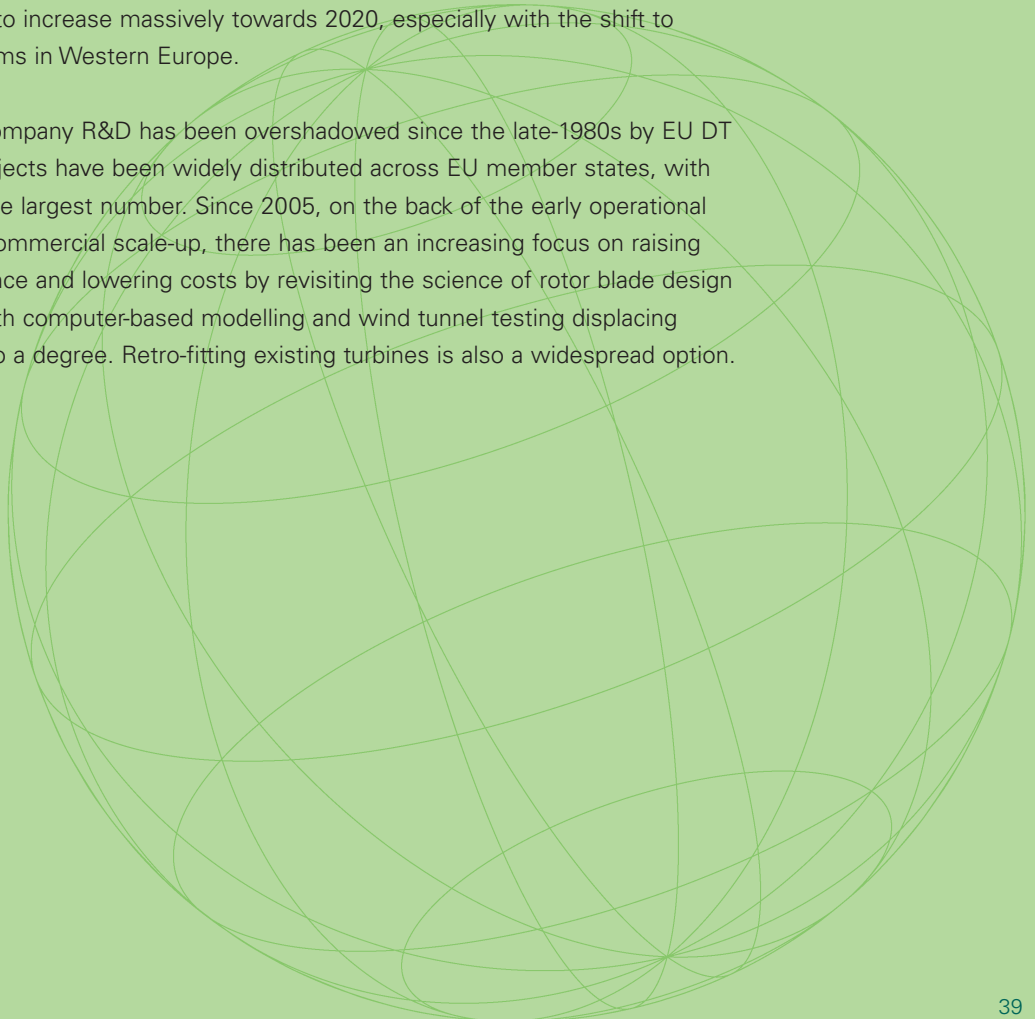 to increase massively towards 2020, especially with the shift to
ms in Western Europe.
ompany R&D has been overshadowed since the late-1980s by EU DT
jects have been widely distributed across EU member states, with
e largest number. Since 2005, on the back of the early operational
ommercial scale-up, there has been an increasing focus on raising
nce and lowering costs by revisiting the science of rotor blade design
th computer-based modelling and wind tunnel testing displacing
o a degree. Retro-fitting existing turbines is also a widespread option.
39